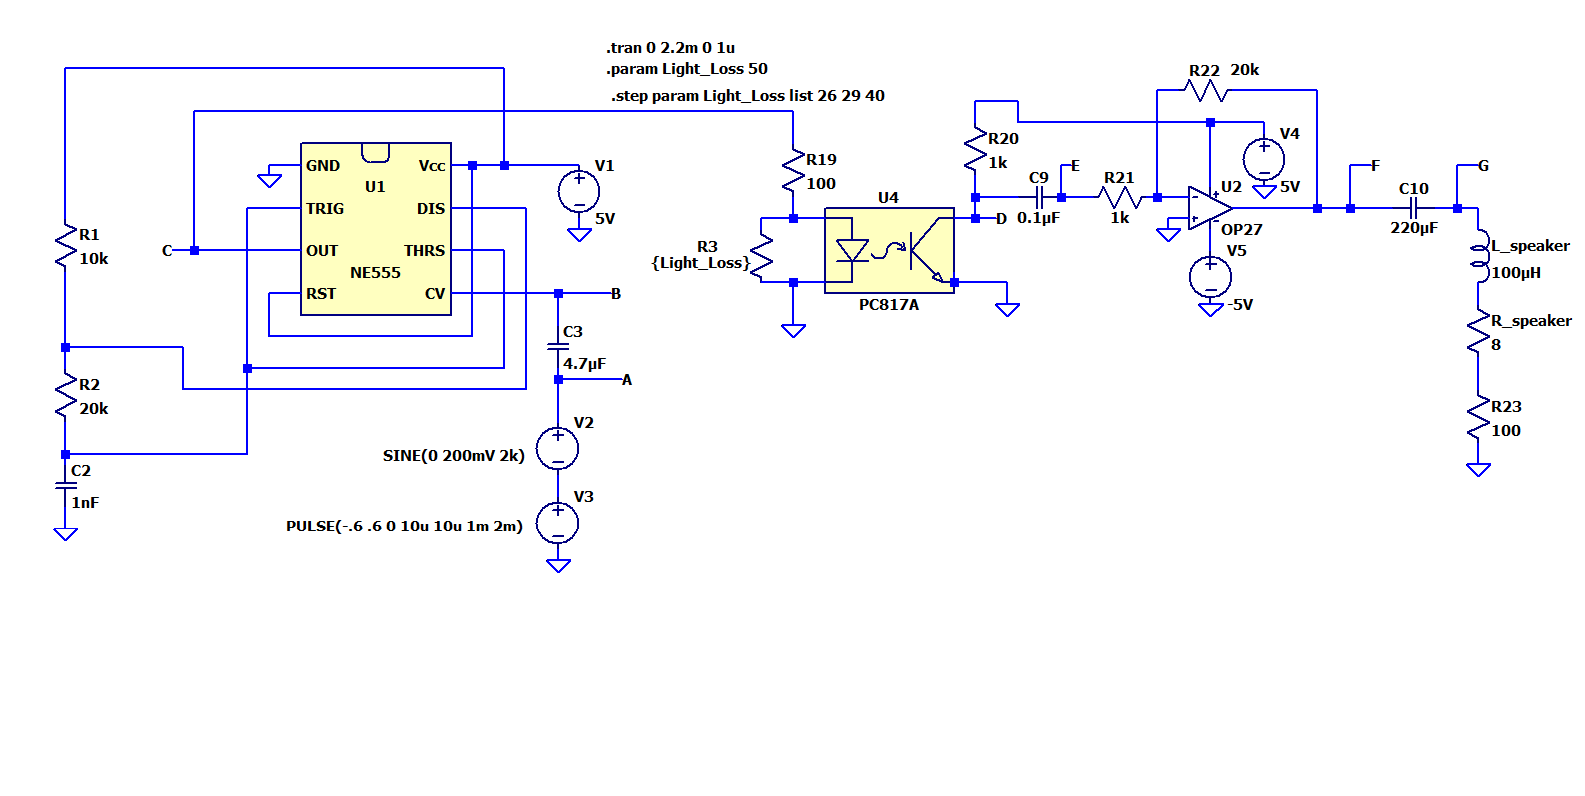 .tran 0 2.2m 0 1u
.param Light_Loss 50
.step param Light_Loss list 26 29 40
R1
10k
R2
20k
C2
1nF
C
GND
TRIG
OUT
RST
U1
NE555
Vcc
DIS
THRS
CV
V1
5V
B
C3
4.7µF
A
V2
SINE(0 200mV 2k)
V3
PULSE(-.6 .6 0 10u 10u 1m 2m)
R19
100
R3
{Light_Loss}
U4
PC817A
R20
1k
D
C9
0.1µF
E
R21
1k
R22 20k
V4
5V
U2
OP27
V5
-5V
F
C10
220µF
G
L_speaker
100µH
R_speaker
8
R23
100